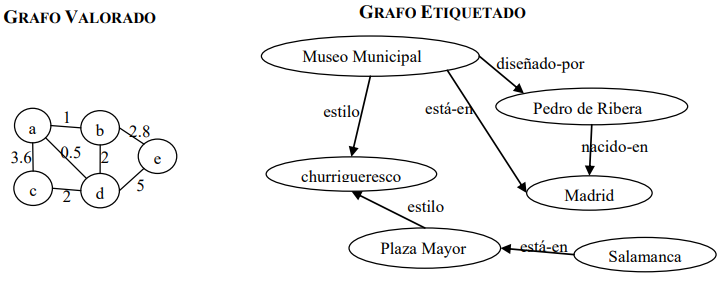 GRAFO VALORADO
a
1
b
2.8
3.6
0.5
2
e
c
2
d
5
GRAFO ETIQUETADO
Museo Municipal
diseñado-por
estilo
está-en
Pedro de Ribera
nacido-en
churrigueresco
Madrid
estilo
Plaza Mayor
está-en
Salamanca